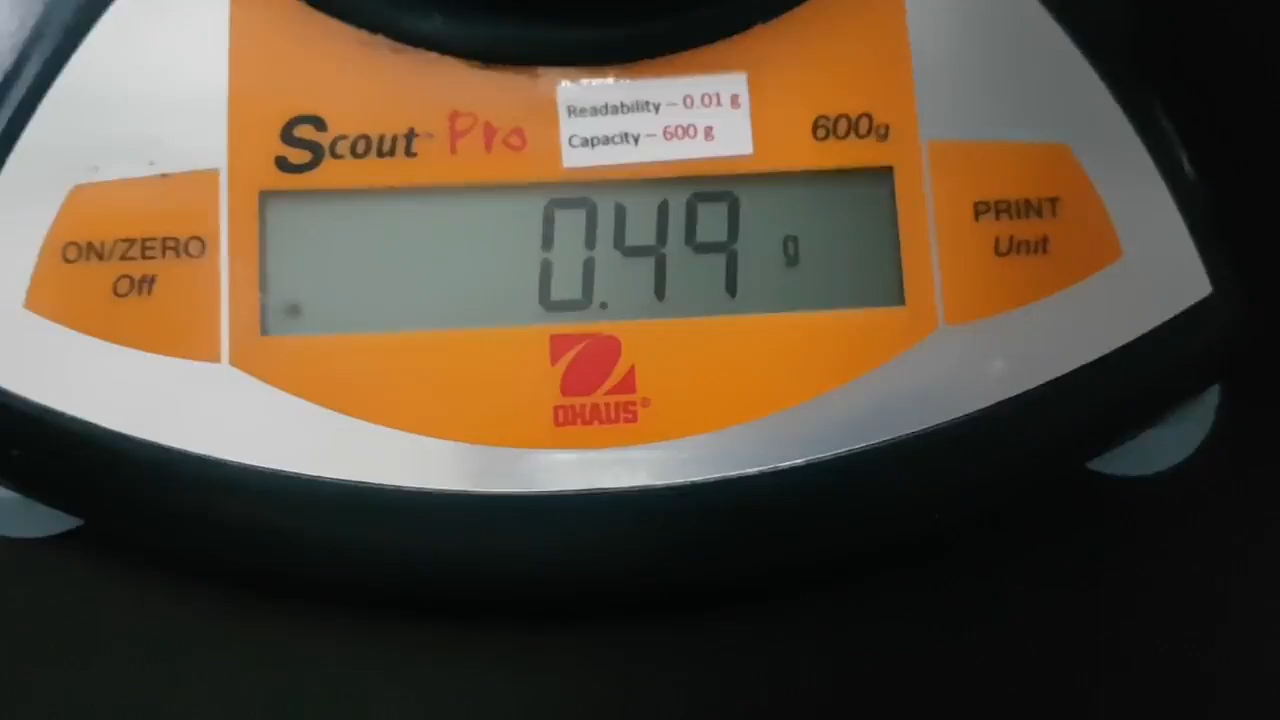 Readability – 0.01 g
Capacity – 600 g
Scout Pro
600g
ON/ZERO
Off
0.49 g
PRINT
Unit
OHAUS®